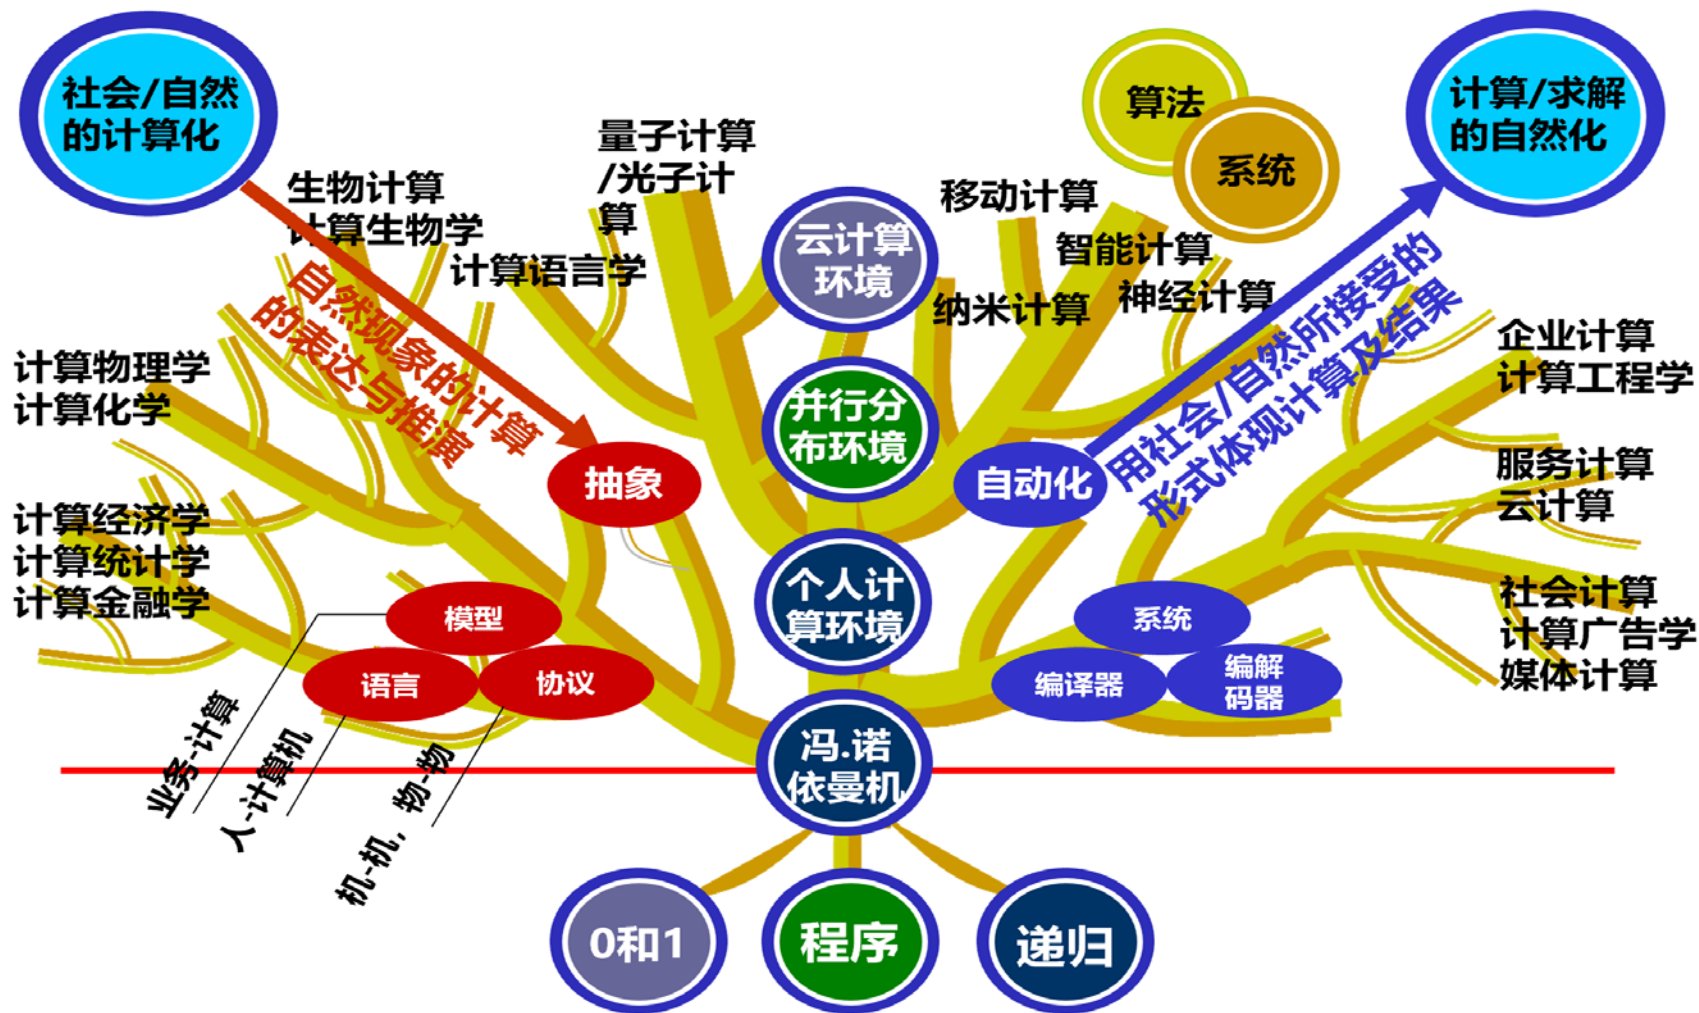 社会/自然
的计算化
算法
系统
计算/求解
的自然化
量子计算
/光子计
算
生物计算
计算生物学
计算语言学
云计算
环境
移动计算
智能计算
纳米计算
神经计算
自然现象的计算
的表达与推演
用社会/自然所接受的
形式体现计算及结果
计算物理学
计算化学
企业计算
计算工程学
并行分
布环境
抽象
自动化
服务计算
云计算
计算经济学
计算统计学
计算金融学
个人计
算环境
模型
语言
协议
系统
编译器
编解
码器
社会计算
计算广告学
媒体计算
业务-计算
人-计算机
机-机，物-物
冯.诺
依曼机
0和1
程序
递归